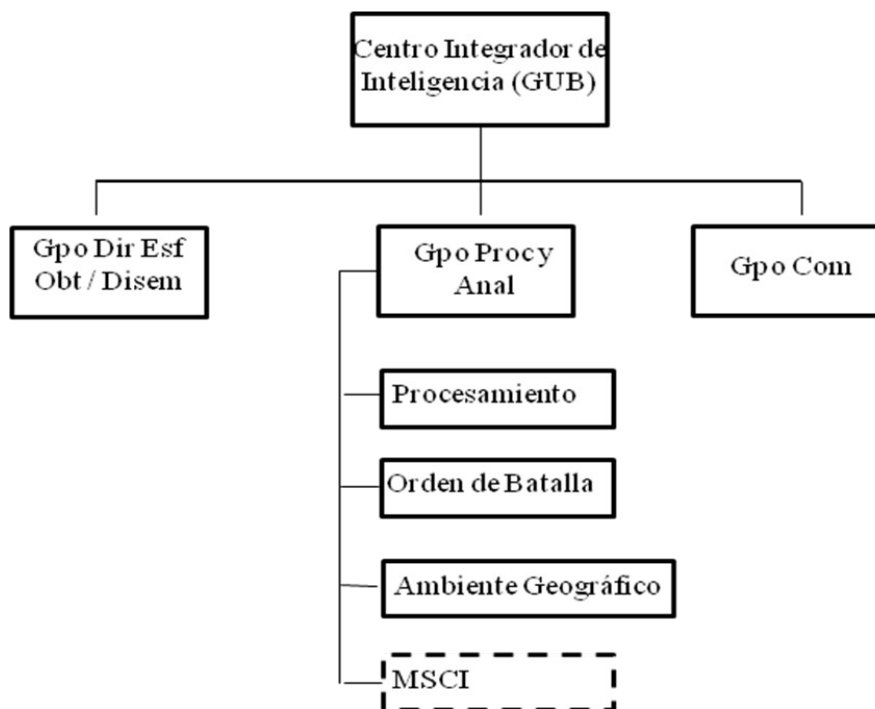 Centro Integrador de
Inteligencia (GUB)
Gpo Dir Esf
Obt / Disem
Gpo Proc y
Anal
Gpo Com
Procesamiento
Orden de Batalla
Ambiente Geográfico
MSCI